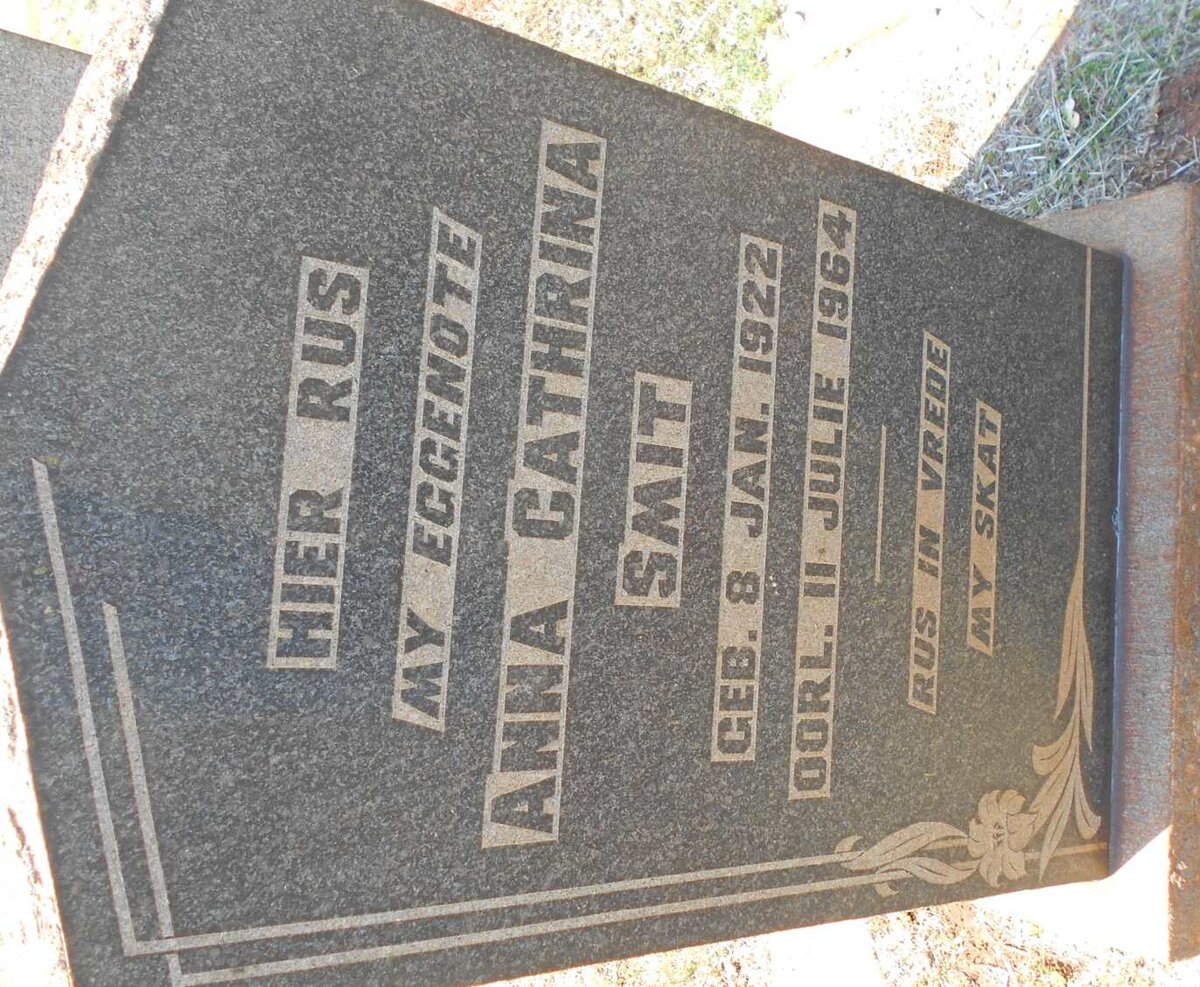 HIER RUS
MY EGGENOTE
ANNA CATHRINA
SMIT
GEB. 8 JAN. 1922
OORL. 11 JULIE 1964
RUS IN VREDE
MY SKAT